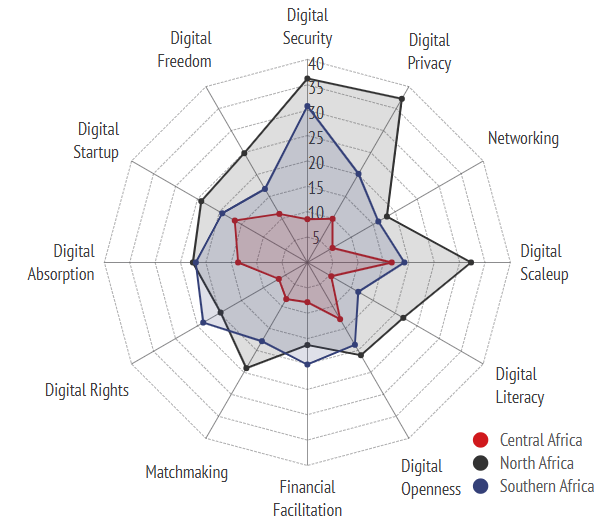 Digital
Security
Digital
Privacy
Digital
Freedom
40
35
30
25
20
15
10
5
Digital
Startup
Networking
Digital
Absorption
Digital
Scaleup
Digital Rights
Digital
Literacy
Matchmaking
Financial
Facilitation
Digital
Openness
Central Africa
North Africa
Southern Africa